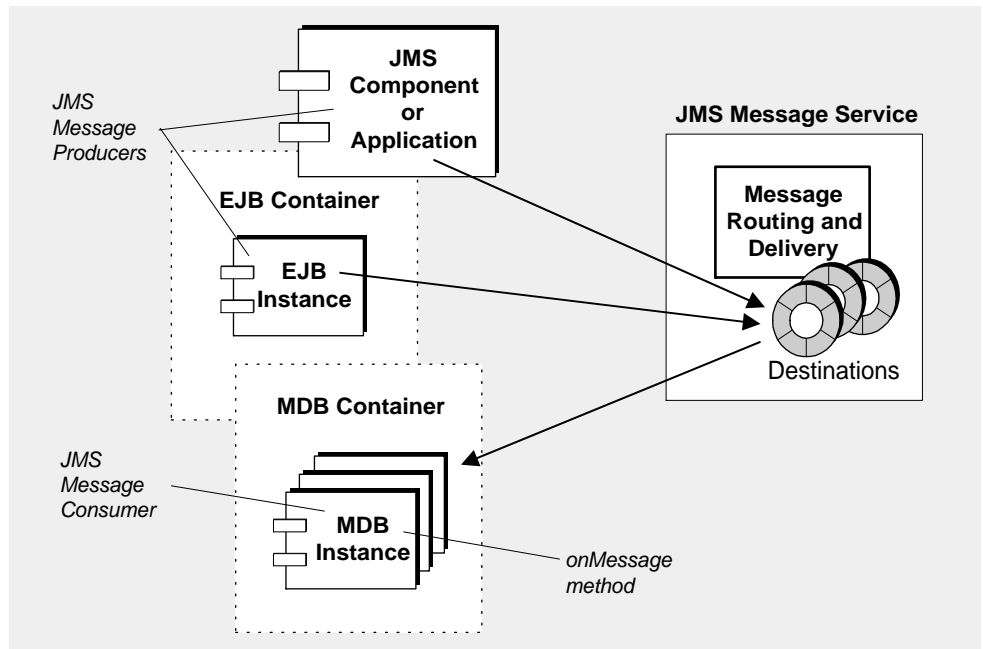 JMS
Component
or
Application
JMS
Message
Producers
JMS Message Service
Message
Routing and
Delivery
EJB Container
EJB
Instance
Destinations
MDB Container
JMS
Message
Consumer
MDB
Instance
onMessage
method